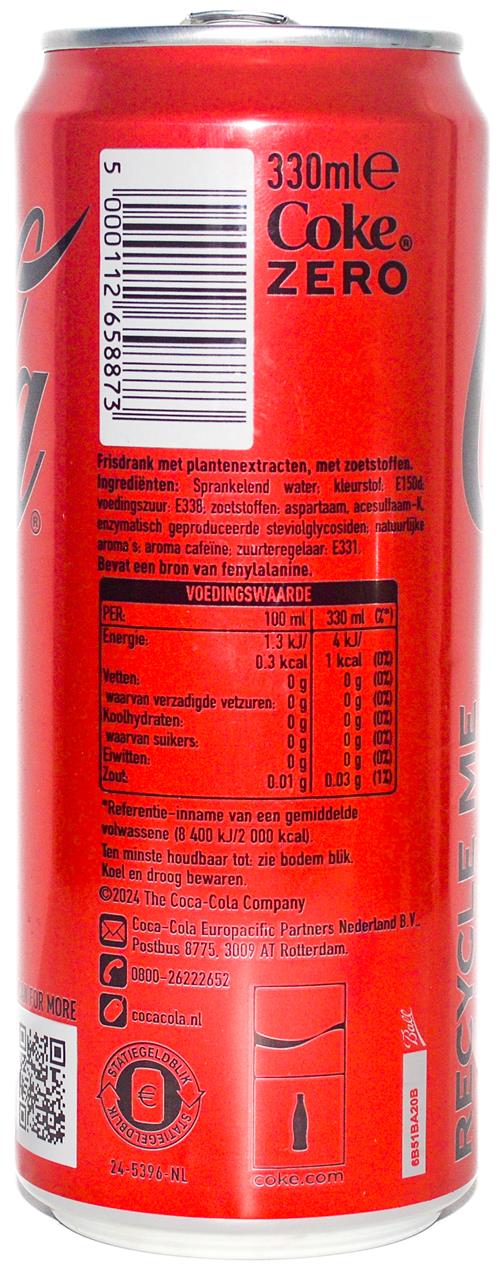 5 000112 658873
330ml℮
Coke®
ZERO
Frisdrank met plantenextracten, met zoetstoffen.
Ingrediënten: Sprankelend water; kleurstof: E150d;
voedingszuur: E338; zoetstoffen: aspartaam, acesulfaam-K,
enzymatisch geproduceerde steviolglycosiden; natuurlijke
aroma's; aroma cafeïne; zuurteregelaar: E331.
Bevat een bron van fenylalanine.
VOEDINGSWAARDE
PER: 100 ml 330 ml (%*)
Energie: 1.3 kJ/ 4 kJ/
0.3 kcal 1 kcal (0%)
Vetten: 0 g 0 g (0%)
waarvan verzadigde vetzuren: 0 g 0 g (0%)
Koolhydraten: 0 g 0 g (0%)
waarvan suikers: 0 g 0 g (0%)
Eiwitten: 0 g 0 g (0%)
Zout: 0.01 g 0.03 g (1%)
*Referentie-inname van een gemiddelde
volwassene (8 400 kJ/2 000 kcal).
Ten minste houdbaar tot: zie bodem blik.
Koel en droog bewaren.
©2024 The Coca-Cola Company
Coca-Cola Europacific Partners Nederland B.V.,
Postbus 8775, 3009 AT Rotterdam.
0800-26222652
cocacola.nl
FOR MORE
STATIEGELDBLIK
€
STATIEGELDBLIK
STATIEGELDBLIK
24-5396-NL
coke.com
Ball
6B51BA20B
RECYCLE ME
®